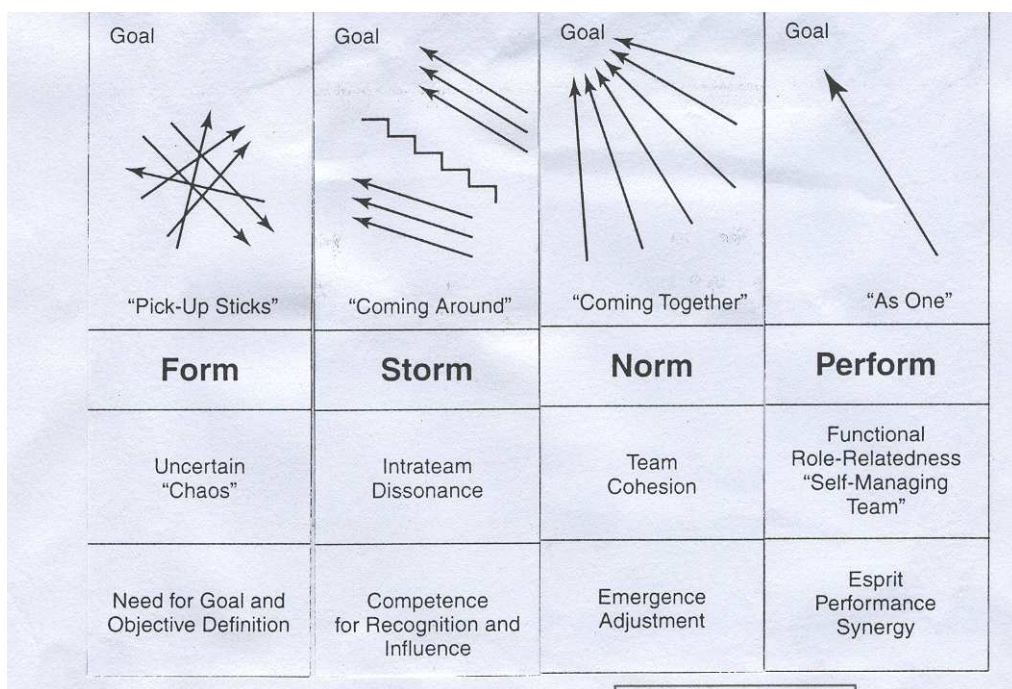 Goal
Goal
Goal
Goal
“Pick-Up Sticks”
“Coming Around”
“Coming Together”
“As One”
Form
Storm
Norm
Perform
Uncertain
“Chaos”
Intrateam
Dissonance
Team
Cohesion
Functional
Role-Relatedness
“Self-Managing
Team”
Need for Goal and
Objective Definition
Competence
for Recognition and
Influence
Emergence
Adjustment
Esprit
Performance
Synergy